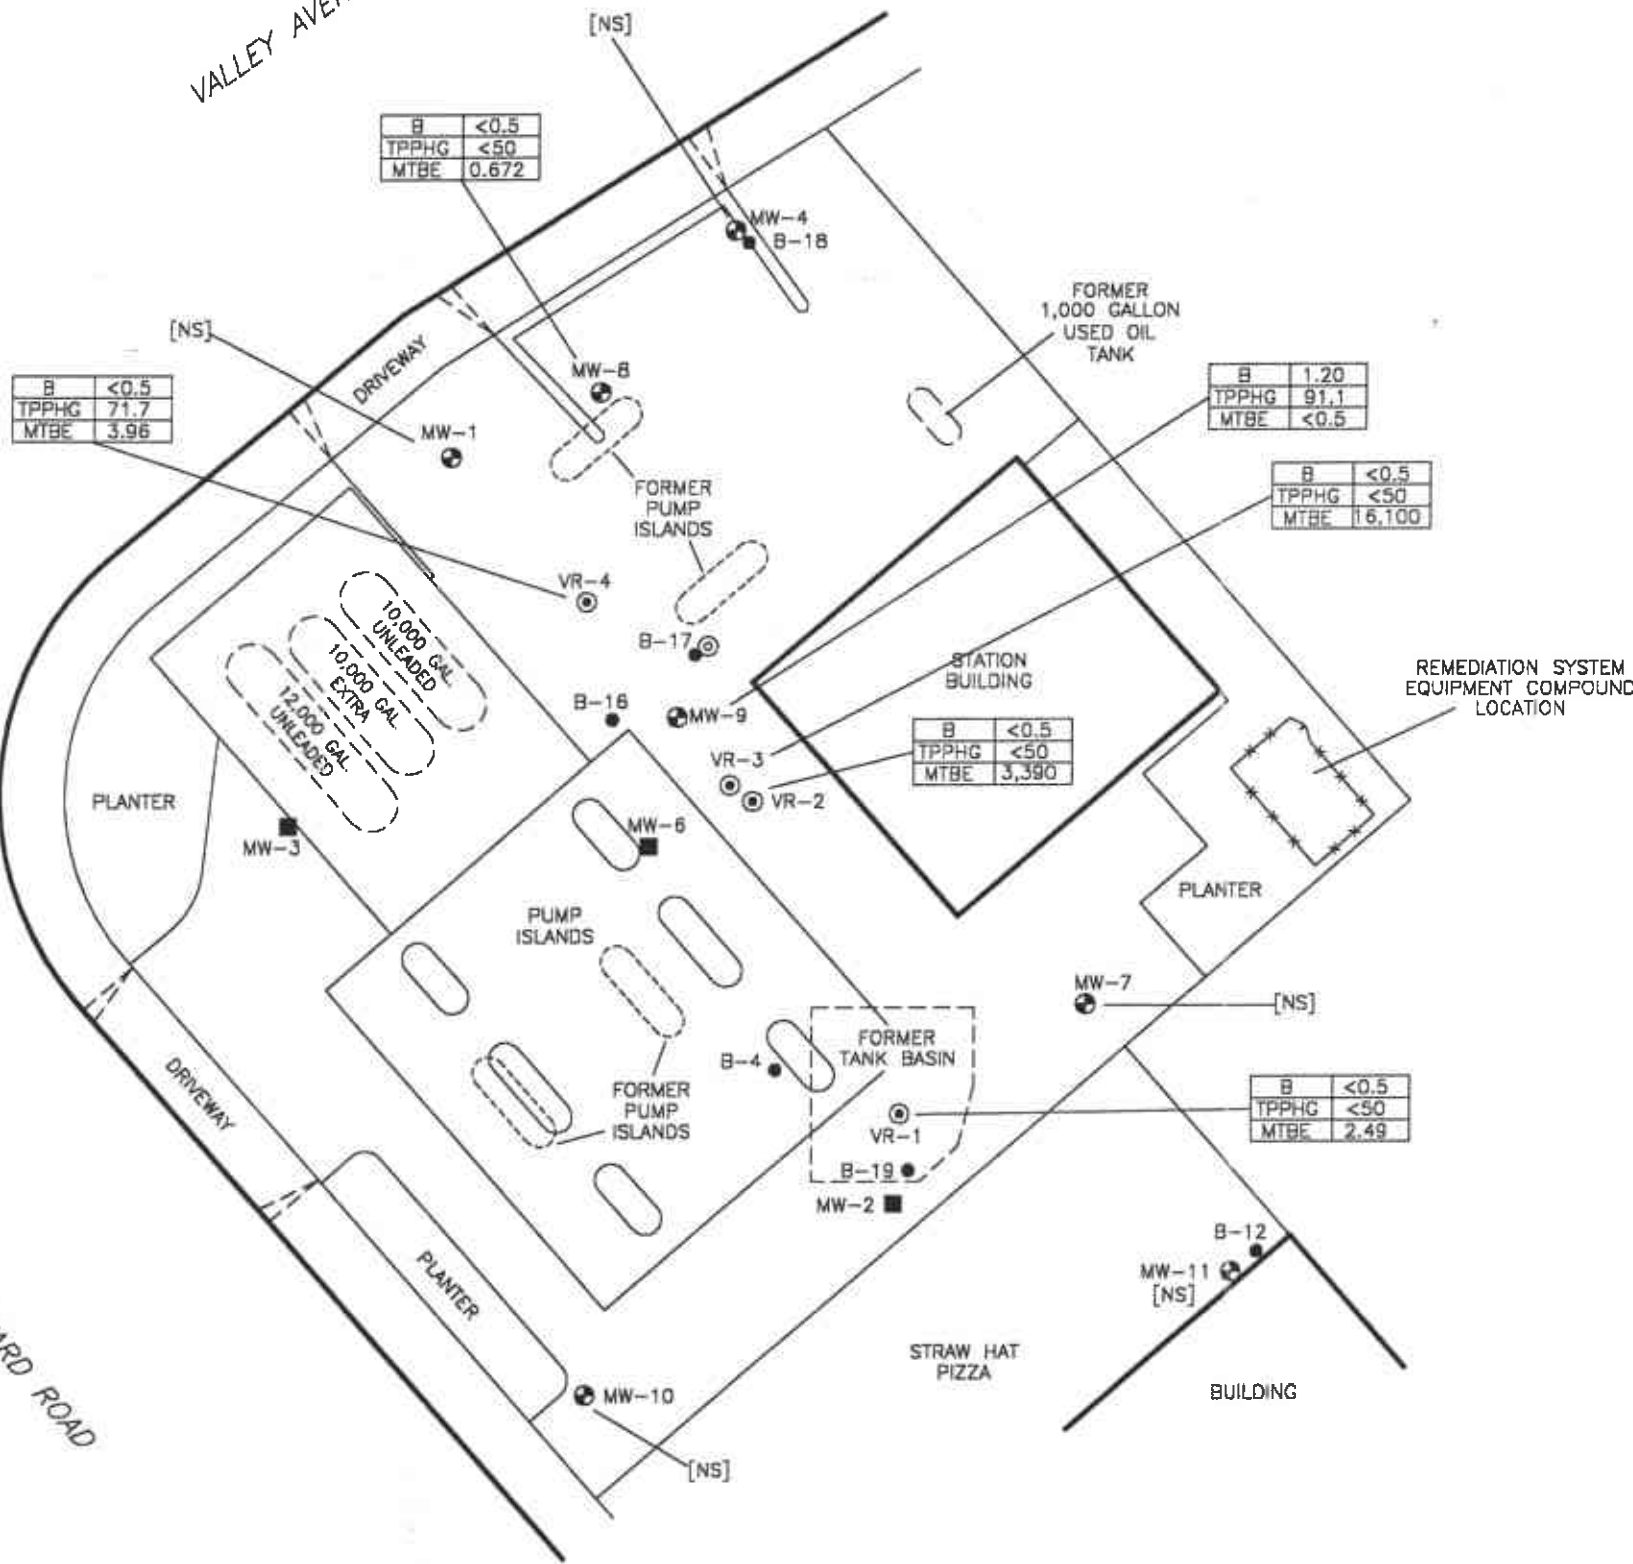 VALLEY
[NS]
B <0.5
TPPHG <50
MTBE 0.672
MW-4
B-18
FORMER
1,000 GALLON
USED OIL
TANK
[NS]
DRIVEWAY
MW-8
B <0.5
TPPHG 71.7
MTBE 3.96
MW-1
B 1.20
TPPHG 91.1
MTBE <0.5
FORMER
PUMP
ISLANDS
B <0.5
TPPHG <50
MTBE 16,100
VR-4
10,000 GAL.
UNLEADED
10,000 GAL.
EXTRA
12,000 GAL.
UNLEADED
B-17
STATION
BUILDING
REMEDIATION SYSTEM
EQUIPMENT COMPOUND
LOCATION
B-16
MW-9
B <0.5
TPPHG <50
MTBE 3,390
VR-3
VR-2
PLANTER
MW-3
MW-6
PLANTER
PUMP
ISLANDS
MW-7
[NS]
FORMER
TANK BASIN
B-4
DRIVEWAY
FORMER
PUMP
ISLANDS
B <0.5
TPPHG <50
MTBE 2.49
VR-1
B-19
MW-2
B-12
MW-11
[NS]
PLANTER
STRAW HAT
PIZZA
BUILDING
MW-10
[NS]
ROAD